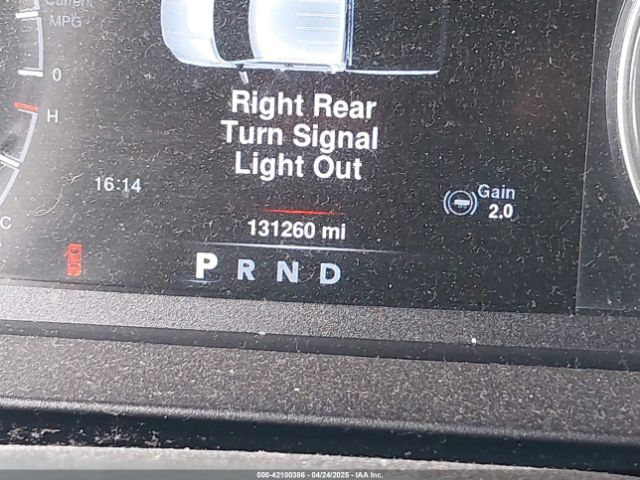 Current
MPG
0
H
C
Right Rear
Turn Signal
Light Out
16:14
Gain
2.0
131260 mi
P R N D
000-42100386 - 04/24/2025 - IAA, Inc.